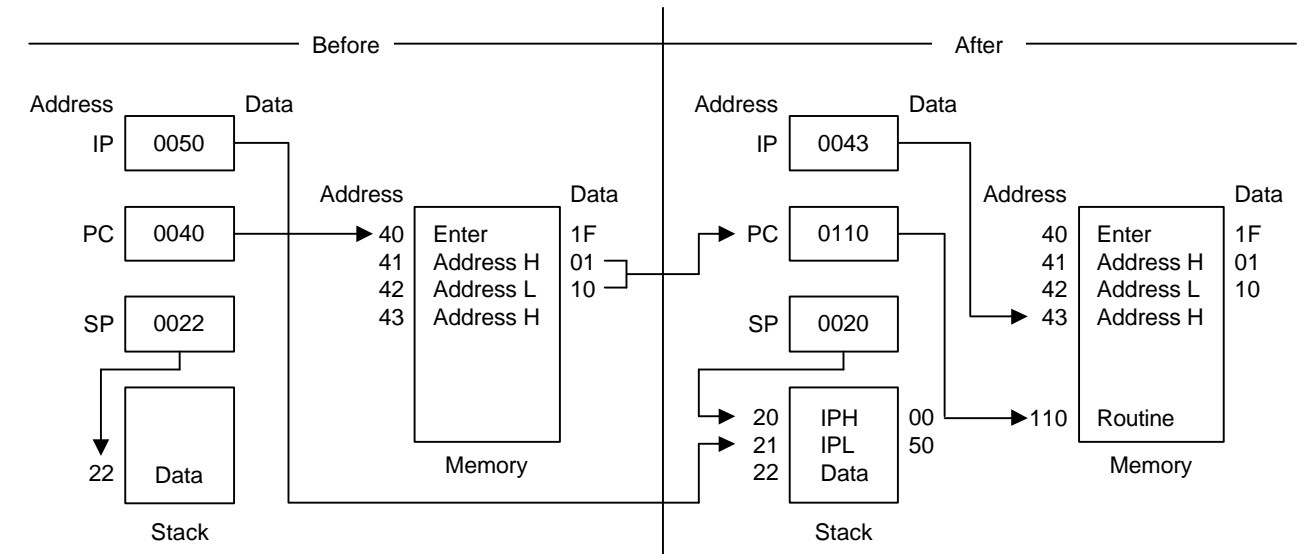 Before
Address Data
IP 0050
Address Data
PC 0040
40 Enter 1F
41 Address H 01
42 Address L 10
43 Address H
SP 0022
22 Data
Memory
Stack
After
Address Data
IP 0043
Address Data
PC 0110
40 Enter 1F
41 Address H 01
42 Address L 10
43 Address H
SP 0020
20 IPH 00
21 IPL 50
22 Data
110 Routine
Memory
Stack